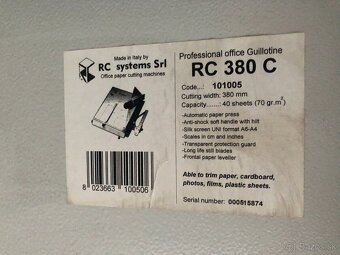 Made in Italy by
RC systems Srl
Office paper cutting machines
8 023663 100506
Professional office Guillotine
RC 380 C
Code...: 101005
Cutting width: 380 mm
Capacity.......: 40 sheets (70 gr.m²)
-Automatic paper press
-Anti-shock soft handle with hilt
-Silk screen UNI format A6-A4
-Scales in cm and inches
-Transparent protection guard
-Long life still blades
-Frontal paper leveller
Able to trim paper, cardboard,
photos, films, plastic sheets.
Serial number: 000515874